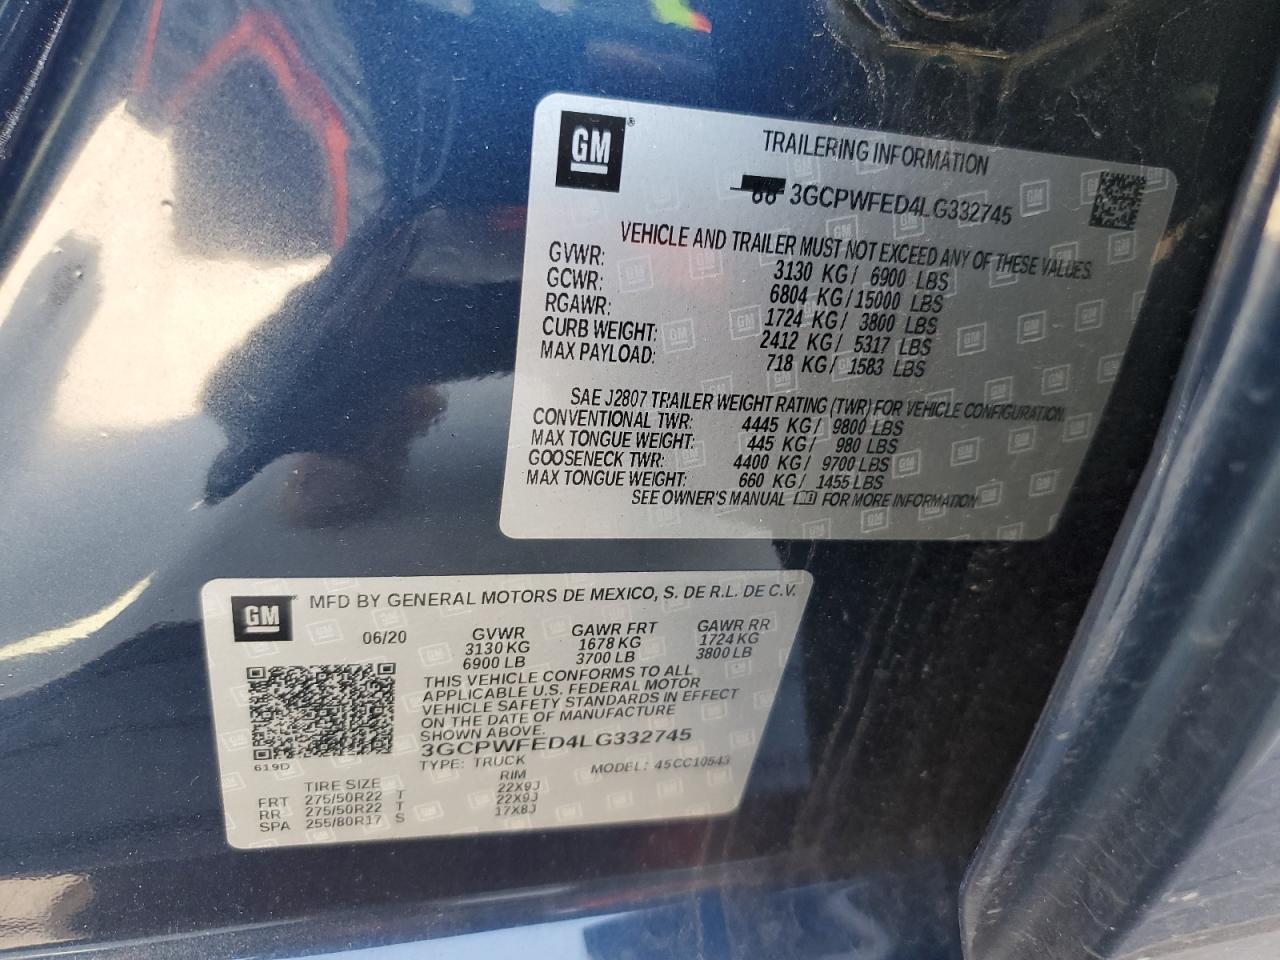 GM
TRAILERING INFORMATION
3GCPWFED4LG332745
VEHICLE AND TRAILER MUST NOT EXCEED ANY OF THESE VALUES
GVWR: 3130 KG/ 6900 LBS
GCWR: 6804 KG/15000 LBS
RGAWR: 1724 KG/ 3800 LBS
CURB WEIGHT: 2412 KG/ 5317 LBS
MAX PAYLOAD: 718 KG/ 1583 LBS
SAE J2807 TRAILER WEIGHT RATING (TWR) FOR VEHICLE CONFIGURATION.
CONVENTIONAL TWR: 4445 KG/ 9800 LBS
MAX TONGUE WEIGHT: 445 KG/ 980 LBS
GOOSENECK TWR: 4400 KG/ 9700 LBS
MAX TONGUE WEIGHT: 660 KG/ 1455 LBS
SEE OWNER'S MANUAL FOR MORE INFORMATION
GM
MFD BY GENERAL MOTORS DE MEXICO, S. DE R.L. DE C.V.
06/20 GVWR GAWR FRT GAWR RR
3130 KG 1678 KG 1724 KG
6900 LB 3700 LB 3800 LB
THIS VEHICLE CONFORMS TO ALL
APPLICABLE U.S. FEDERAL MOTOR
VEHICLE SAFETY STANDARDS IN EFFECT
ON THE DATE OF MANUFACTURE
SHOWN ABOVE.
3GCPWFED4LG332745
619D TYPE: TRUCK MODEL: 45CC10543
TIRE SIZE RIM
FRT 275/50R22 T 22X9J
RR 275/50R22 T 22X9J
SPA 255/80R17 S 17X8J